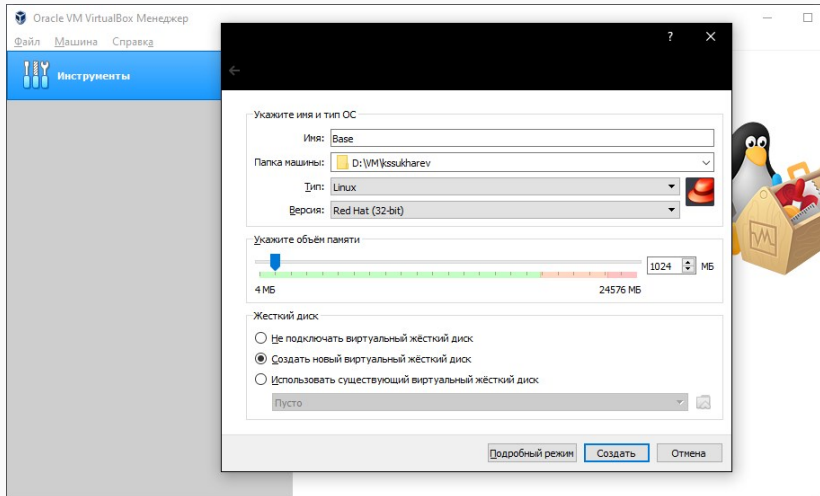 Oracle VM VirtualBox Менеджер
Файл Машина Справка
Инструменты
?
Укажите имя и тип ОС
Имя: Base
Папка машины: D:\VM\kssukharev
Тип: Linux
Версия: Red Hat (32-bit)
Укажите объём памяти
1024 МБ
4 МБ 24576 МБ
Жесткий диск
Не подключать виртуальный жёсткий диск
Создать новый виртуальный жёсткий диск
Использовать существующий виртуальный жёсткий диск
Пусто
Подробный режим Создать Отмена